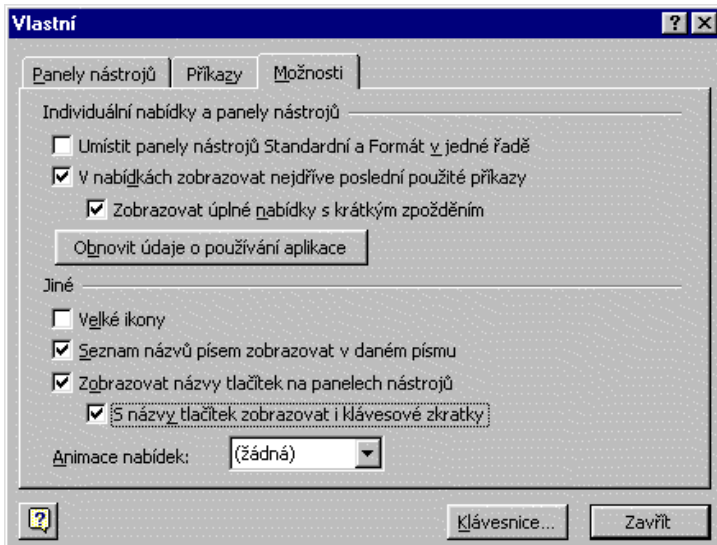 Vlastní
Panely nástrojů Příkazy Možnosti
Individuální nabídky a panely nástrojů
Umístit panely nástrojů Standardní a Formát v jedné řadě
V nabídkách zobrazovat nejdříve poslední použité příkazy
Zobrazovat úplné nabídky s krátkým zpožděním
Obnovit údaje o používání aplikace
Jiné
Velké ikony
Seznam názvů písem zobrazovat v daném písmu
Zobrazovat názvy tlačítek na panelech nástrojů
S názvy tlačítek zobrazovat i klávesové zkratky
Animace nabídek: (žádná)
Klávesnice... Zavřít